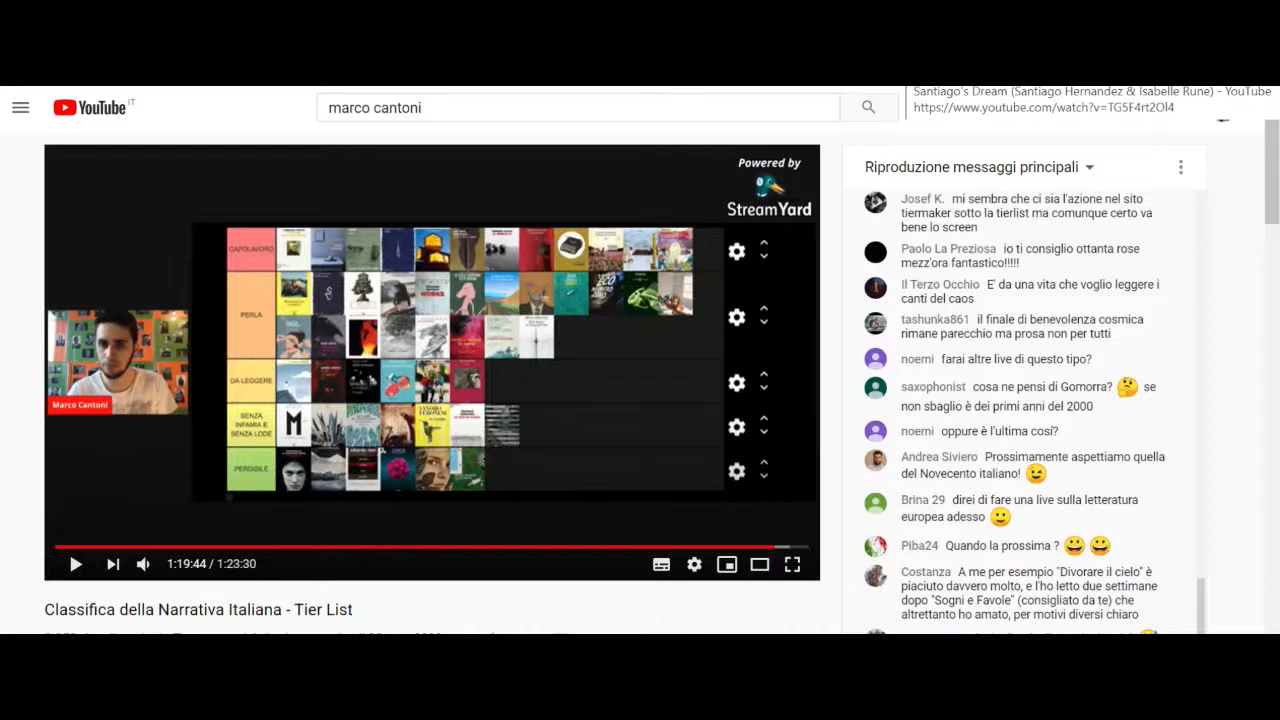 YouTube IT
marco cantoni
Santiago's Dream (Santiago Hernandez & Isabelle Rune) - YouTube
https://www.youtube.com/watch?v=TG5F4rt2Ol4
Powered by
StreamYard
CAPOLAVORO
PERLA
WORKS
DA LEGGERE
SENZA
INFAMIA E
SENZA LODE
M
SANDRO
VERONESI
PERDIBILE
Marco Cantoni
1:19:44 / 1:23:30
Classifica della Narrativa Italiana - Tier List
Riproduzione messaggi principali
Josef K. mi sembra che ci sia l'azione nel sito
tiermaker sotto la tierlist ma comunque certo va
bene lo screen
Paolo La Preziosa io ti consiglio ottanta rose
mezz'ora fantastico!!!!!
Il Terzo Occhio E' da una vita che voglio leggere i
canti del caos
tashunka861 il finale di benevolenza cosmica
rimane parecchio ma prosa non per tutti
noemi farai altre live di questo tipo?
saxophonist cosa ne pensi di Gomorra? 🤔 se
non sbaglio è dei primi anni del 2000
noemi oppure è l'ultima cosí?
Andrea Siviero Prossimamente aspettiamo quella
del Novecento italiano! 😉
Brina 29 direi di fare una live sulla letteratura
europea adesso 🙂
Piba24 Quando la prossima ? 😀 😀
Costanza A me per esempio "Divorare il cielo" è
piaciuto davvero molto, e l'ho letto due settimane
dopo "Sogni e Favole" (consigliato da te) che
altrettanto ho amato, per motivi diversi chiaro